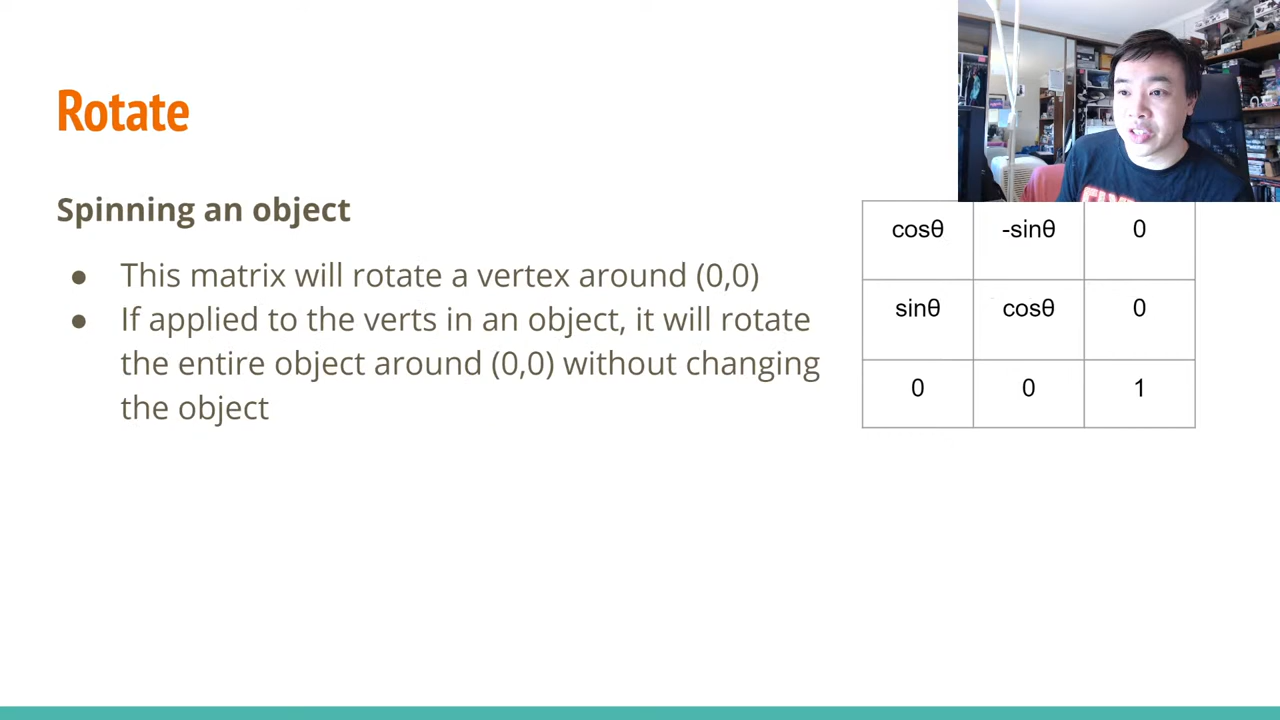 Rotate
Spinning an object
● This matrix will rotate a vertex around (0,0)
● If applied to the verts in an object, it will rotate
the entire object around (0,0) without changing
the object
cosθ -sinθ 0
sinθ cosθ 0
0 0 1